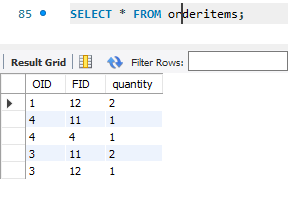 85 SELECT * FROM orderitems;
Result Grid Filter Rows:
OID FID quantity
1 12 2
4 11 1
4 4 1
3 11 2
3 12 1